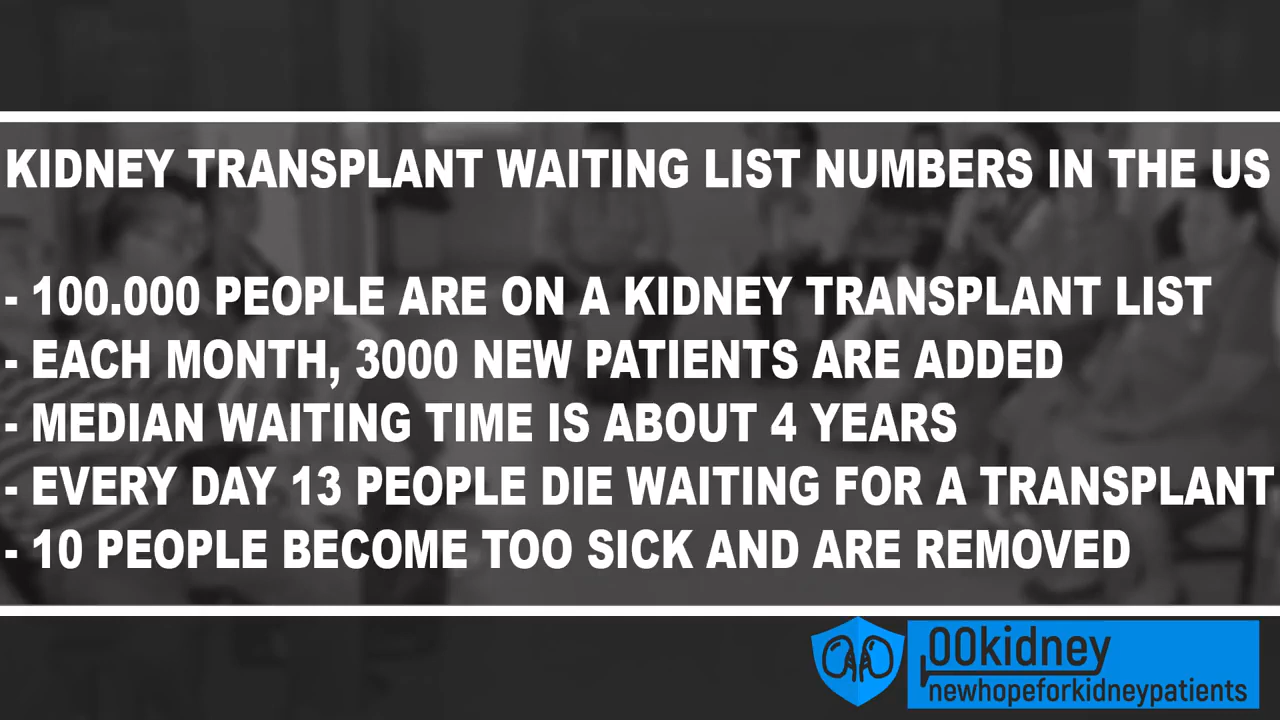 KIDNEY TRANSPLANT WAITING LIST NUMBERS IN THE US
- 100.000 PEOPLE ARE ON A KIDNEY TRANSPLANT LIST
- EACH MONTH, 3000 NEW PATIENTS ARE ADDED
- MEDIAN WAITING TIME IS ABOUT 4 YEARS
- EVERY DAY 13 PEOPLE DIE WAITING FOR A TRANSPLANT
- 10 PEOPLE BECOME TOO SICK AND ARE REMOVED
00kidney
newhopeforkidneypatients